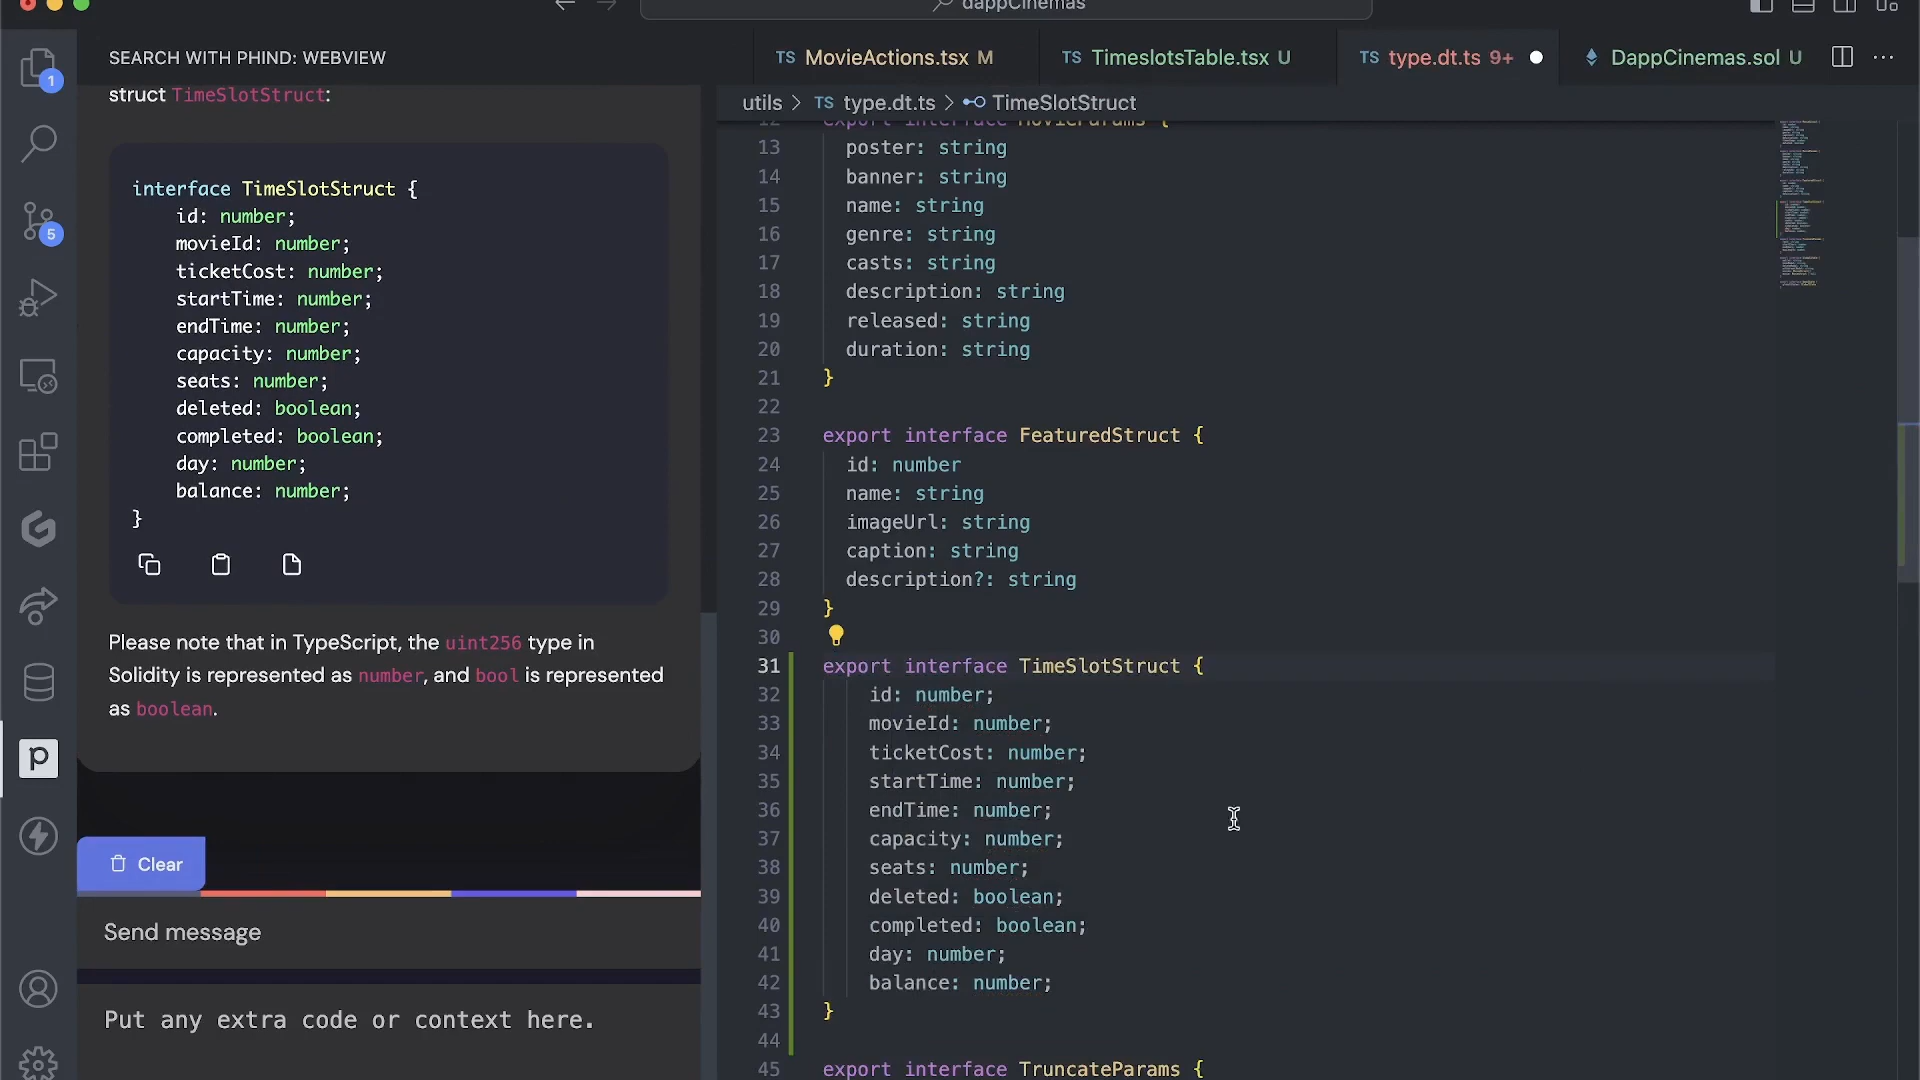 dappCinemas
SEARCH WITH PHIND: WEBVIEW
struct TimeSlotStruct:
interface TimeSlotStruct {
id: number;
movieId: number;
ticketCost: number;
startTime: number;
endTime: number;
capacity: number;
seats: number;
deleted: boolean;
completed: boolean;
day: number;
balance: number;
}
Please note that in TypeScript, the uint256 type in
Solidity is represented as number, and bool is represented
as boolean.
Clear
Send message
Put any extra code or context here.
1
5
TS MovieActions.tsx M
TS TimeslotsTable.tsx U
TS type.dt.ts 9+
DappCinemas.sol U
utils > TS type.dt.ts > TimeSlotStruct
12 export interface MovieParams {
13 poster: string
14 banner: string
15 name: string
16 genre: string
17 casts: string
18 description: string
19 released: string
20 duration: string
21 }
22
23 export interface FeaturedStruct {
24 id: number
25 name: string
26 imageUrl: string
27 caption: string
28 description?: string
29 }
30
31 export interface TimeSlotStruct {
32 id: number;
33 movieId: number;
34 ticketCost: number;
35 startTime: number;
36 endTime: number;
37 capacity: number;
38 seats: number;
39 deleted: boolean;
40 completed: boolean;
41 day: number;
42 balance: number;
43 }
44
45 export interface TruncateParams {